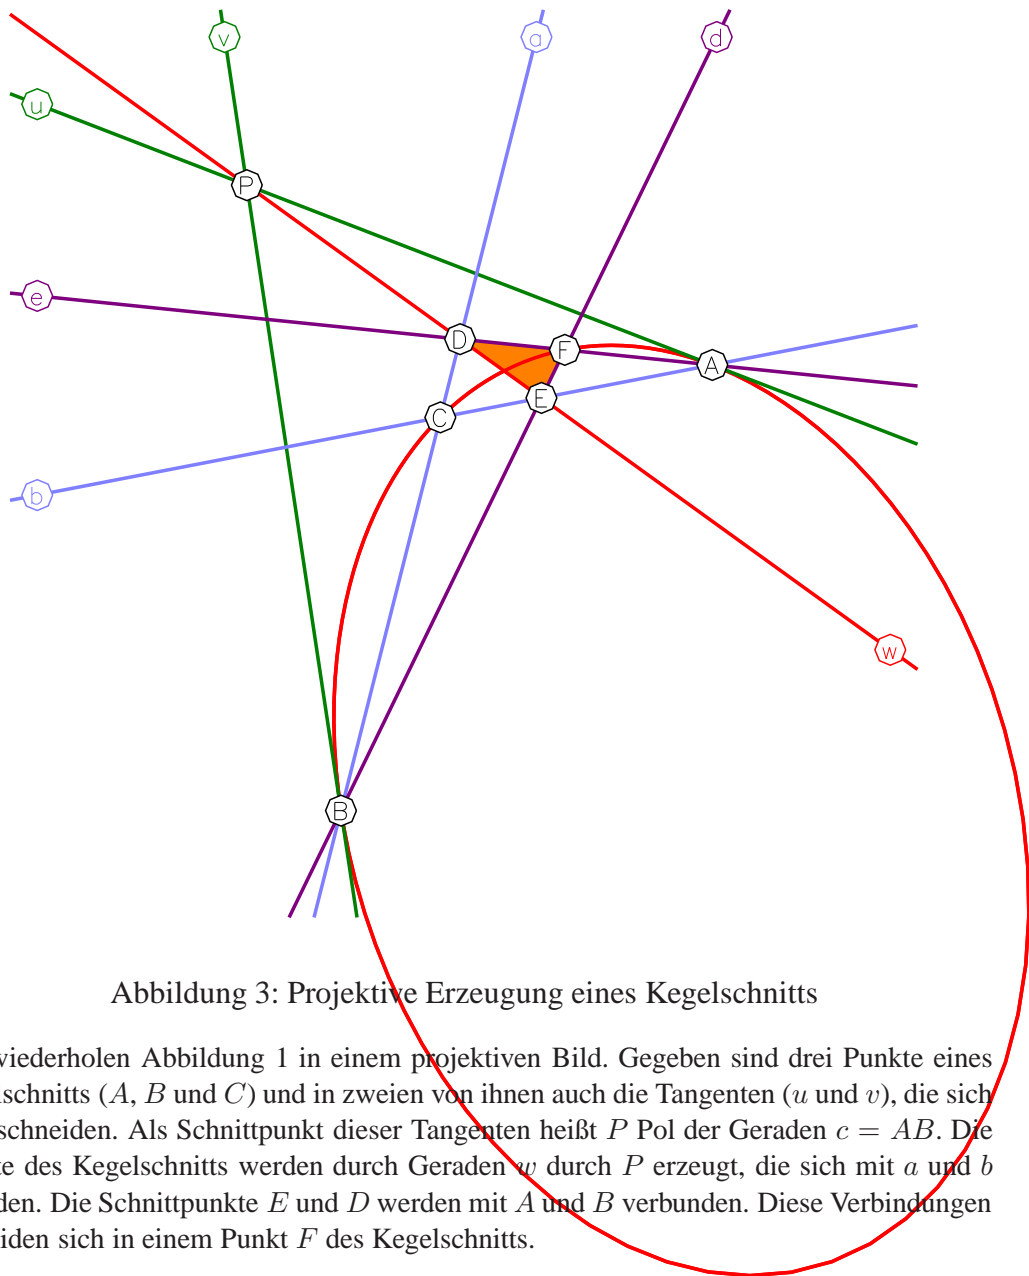 v a d
u
P
e
D F A
E
C
b
w
B
Abbildung 3: Projektive Erzeugung eines Kegelschnitts
wiederholen Abbildung 1 in einem projektiven Bild. Gegeben sind drei Punkte eines
lschnitts (A, B und C) und in zweien von ihnen auch die Tangenten (u und v), die sich
schneiden. Als Schnittpunkt dieser Tangenten heißt P Pol der Geraden c = AB. Die
te des Kegelschnitts werden durch Geraden w durch P erzeugt, die sich mit a und b
den. Die Schnittpunkte E und D werden mit A und B verbunden. Diese Verbindungen
iden sich in einem Punkt F des Kegelschnitts.